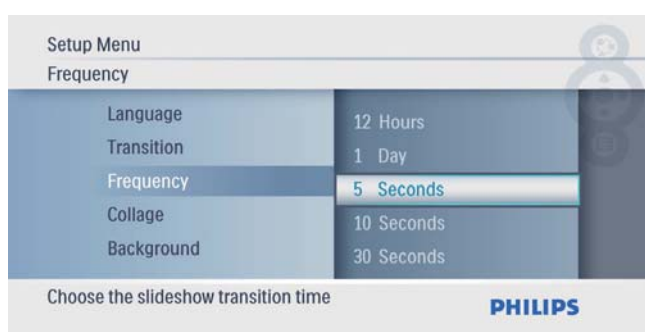 Setup Menu
Frequency
Language
Transition
Frequency
Collage
Background
12 Hours
1 Day
5 Seconds
10 Seconds
30 Seconds
Choose the slideshow transition time
PHILIPS